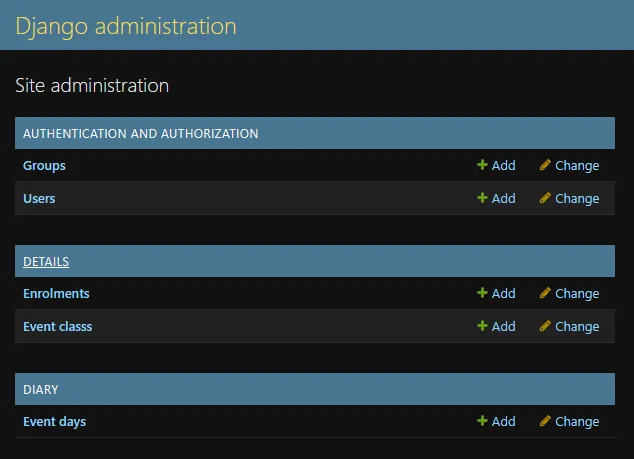 Django administration
Site administration
AUTHENTICATION AND AUTHORIZATION
Groups Add Change
Users Add Change
DETAILS
Enrolments Add Change
Event classs Add Change
DIARY
Event days Add Change